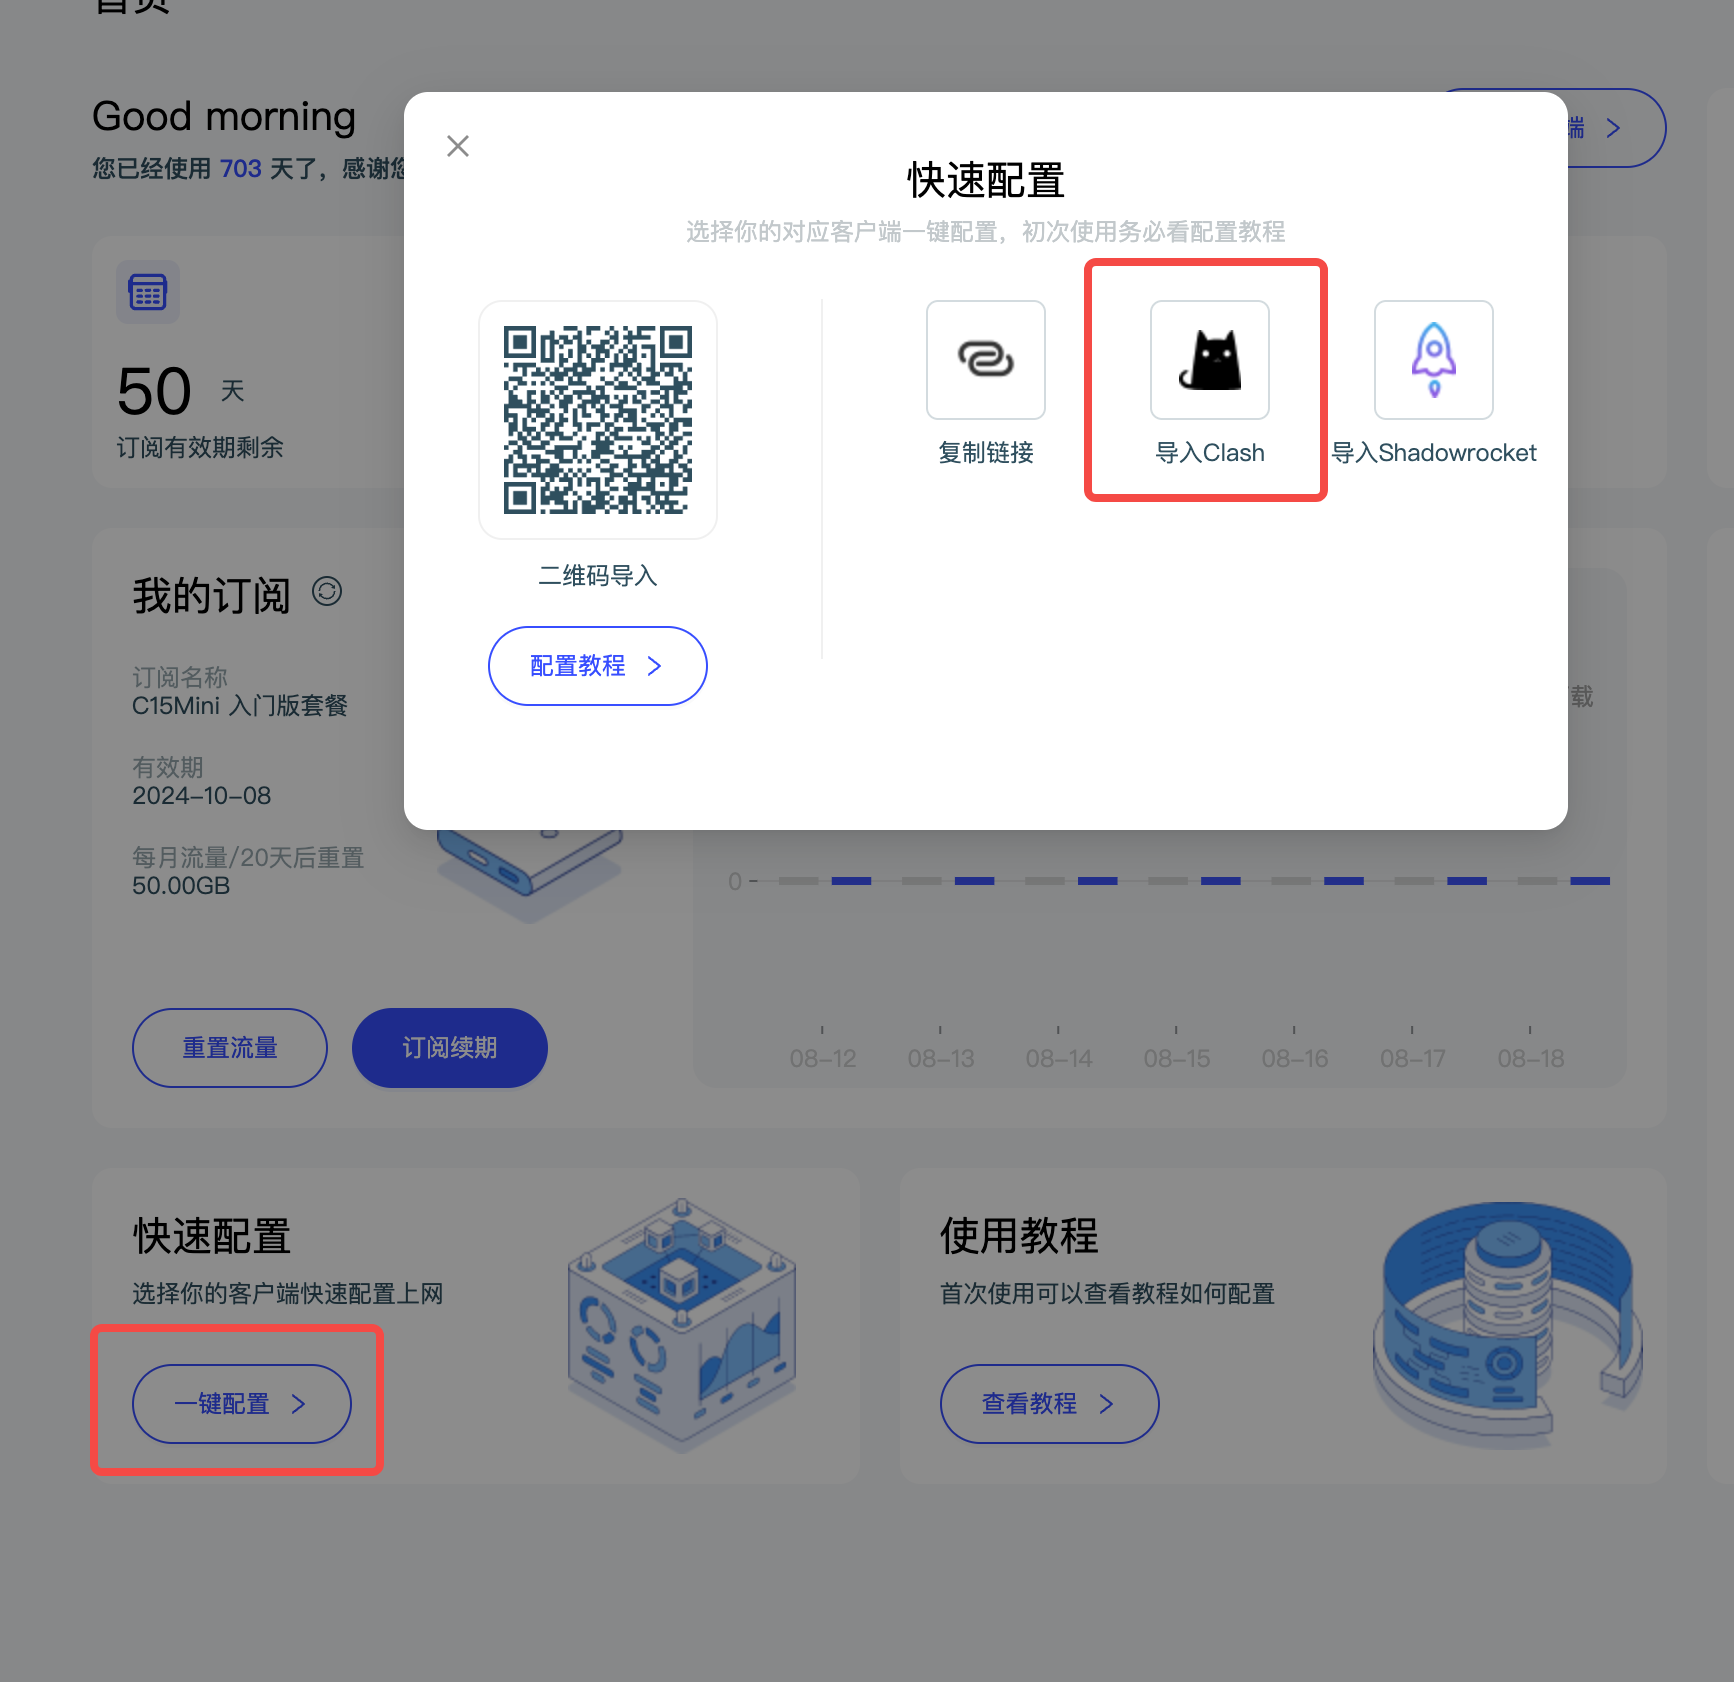 首页
Good morning
您已经使用 703 天了，感谢您
端
50 天
订阅有效期剩余
快速配置
选择你的对应客户端一键配置，初次使用务必看配置教程
复制链接
导入Clash
导入Shadowrocket
二维码导入
配置教程
我的订阅
订阅名称
C15Mini 入门版套餐
有效期
2024-10-08
每月流量/20天后重置
50.00GB
重置流量
订阅续期
载
0
08-12
08-13
08-14
08-15
08-16
08-17
08-18
快速配置
选择你的客户端快速配置上网
一键配置
使用教程
首次使用可以查看教程如何配置
查看教程